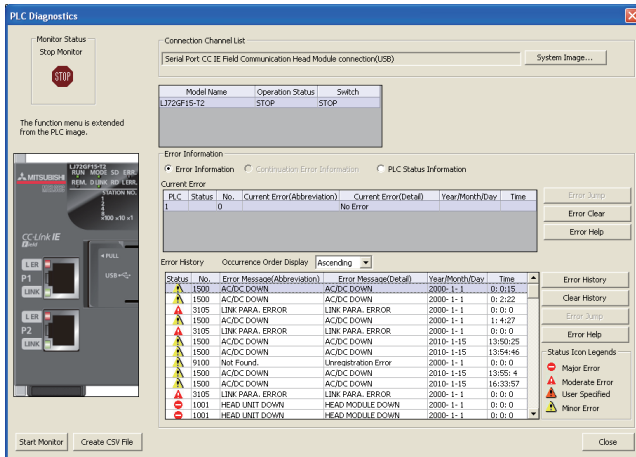 PLC Diagnostics
Monitor Status
Stop Monitor
STOP
The function menu is extended
from the PLC image.
MITSUBISHI
LJ72GF15-T2
RUN MODE SD ERR.
REM. D LINK RD LERR.
STATION NO.
×100 ×10 ×1
CC-Link IE
Field
L ER
P1
LINK
◂ PULL
USB
L ER
P2
LINK
Start Monitor
Create CSV File
Connection Channel List
Serial Port CC IE Field Communication Head Module connection(USB)
System Image...
Model Name Operation Status Switch
LJ72GF15-T2 STOP STOP
Error Information
Error Information Continuation Error Information PLC Status Information
Current Error
PLC Status No. Current Error(Abbreviation) Current Error(Detail) Year/Month/Day Time
1 0 No Error
Error Jump
Error Clear
Error Help
Error History Occurrence Order Display Ascending
Status No. Error Message(Abbreviation) Error Message(Detail) Year/Month/Day Time
1500 AC/DC DOWN AC/DC DOWN 2000- 1- 1 0: 0:15
1500 AC/DC DOWN AC/DC DOWN 2000- 1- 1 0: 2:22
3105 LINK PARA. ERROR LINK PARA. ERROR 2000- 1- 1 0: 0: 0
1500 AC/DC DOWN AC/DC DOWN 2000- 1- 1 1: 4:27
3105 LINK PARA. ERROR LINK PARA. ERROR 2000- 1- 1 0: 0: 0
1500 AC/DC DOWN AC/DC DOWN 2010- 1-15 13:50:25
1500 AC/DC DOWN AC/DC DOWN 2010- 1-15 13:54:46
9100 Not Found. Unregistration Error 2000- 1- 1 0: 0: 0
1500 AC/DC DOWN AC/DC DOWN 2010- 1-15 13:55: 4
1500 AC/DC DOWN AC/DC DOWN 2010- 1-15 16:33:57
3105 LINK PARA. ERROR LINK PARA. ERROR 2000- 1- 1 0: 0: 0
1001 HEAD UNIT DOWN HEAD MODULE DOWN 2000- 1- 1 0: 0: 0
1001 HEAD UNIT DOWN HEAD MODULE DOWN 2000- 1- 1 0: 0: 0
Error History
Clear History
Error Jump
Error Help
Status Icon Legends
Major Error
Moderate Error
User Specified
Minor Error
Close